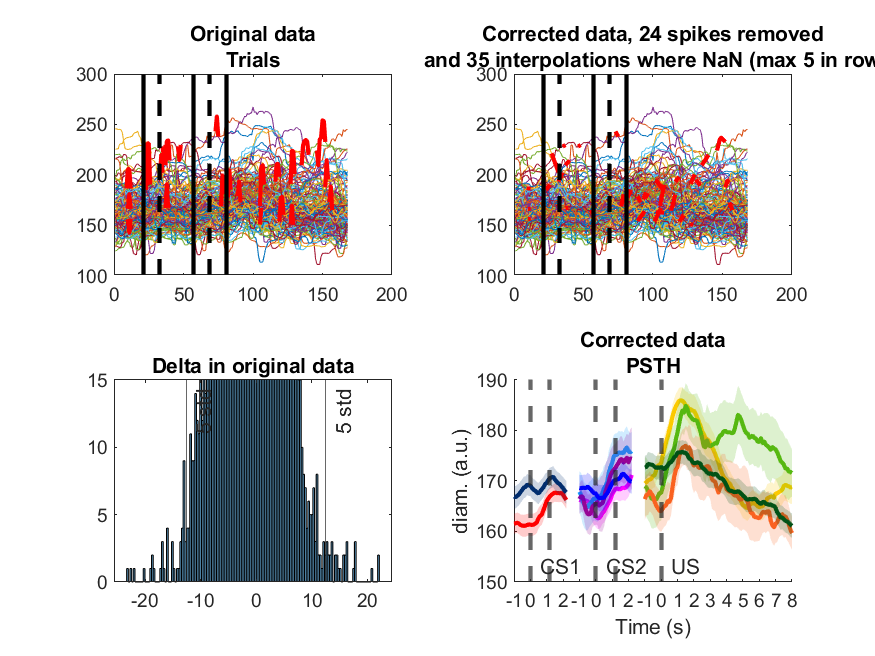 Original data
Trials
300
250
200
150
100
0 50 100 150 200
Corrected data, 24 spikes removed
and 35 interpolations where NaN (max 5 in row
300
250
200
150
100
0 50 100 150 200
Delta in original data
15
10
5
0
5 std
5 std
-20 -10 0 10 20
Corrected data
PSTH
190
180
170
160
150
diam. (a.u.)
CS1 CS2 US
-1 0 1 2 -1 0 1 2 -1 0 1 2 3 4 5 6 7 8
Time (s)